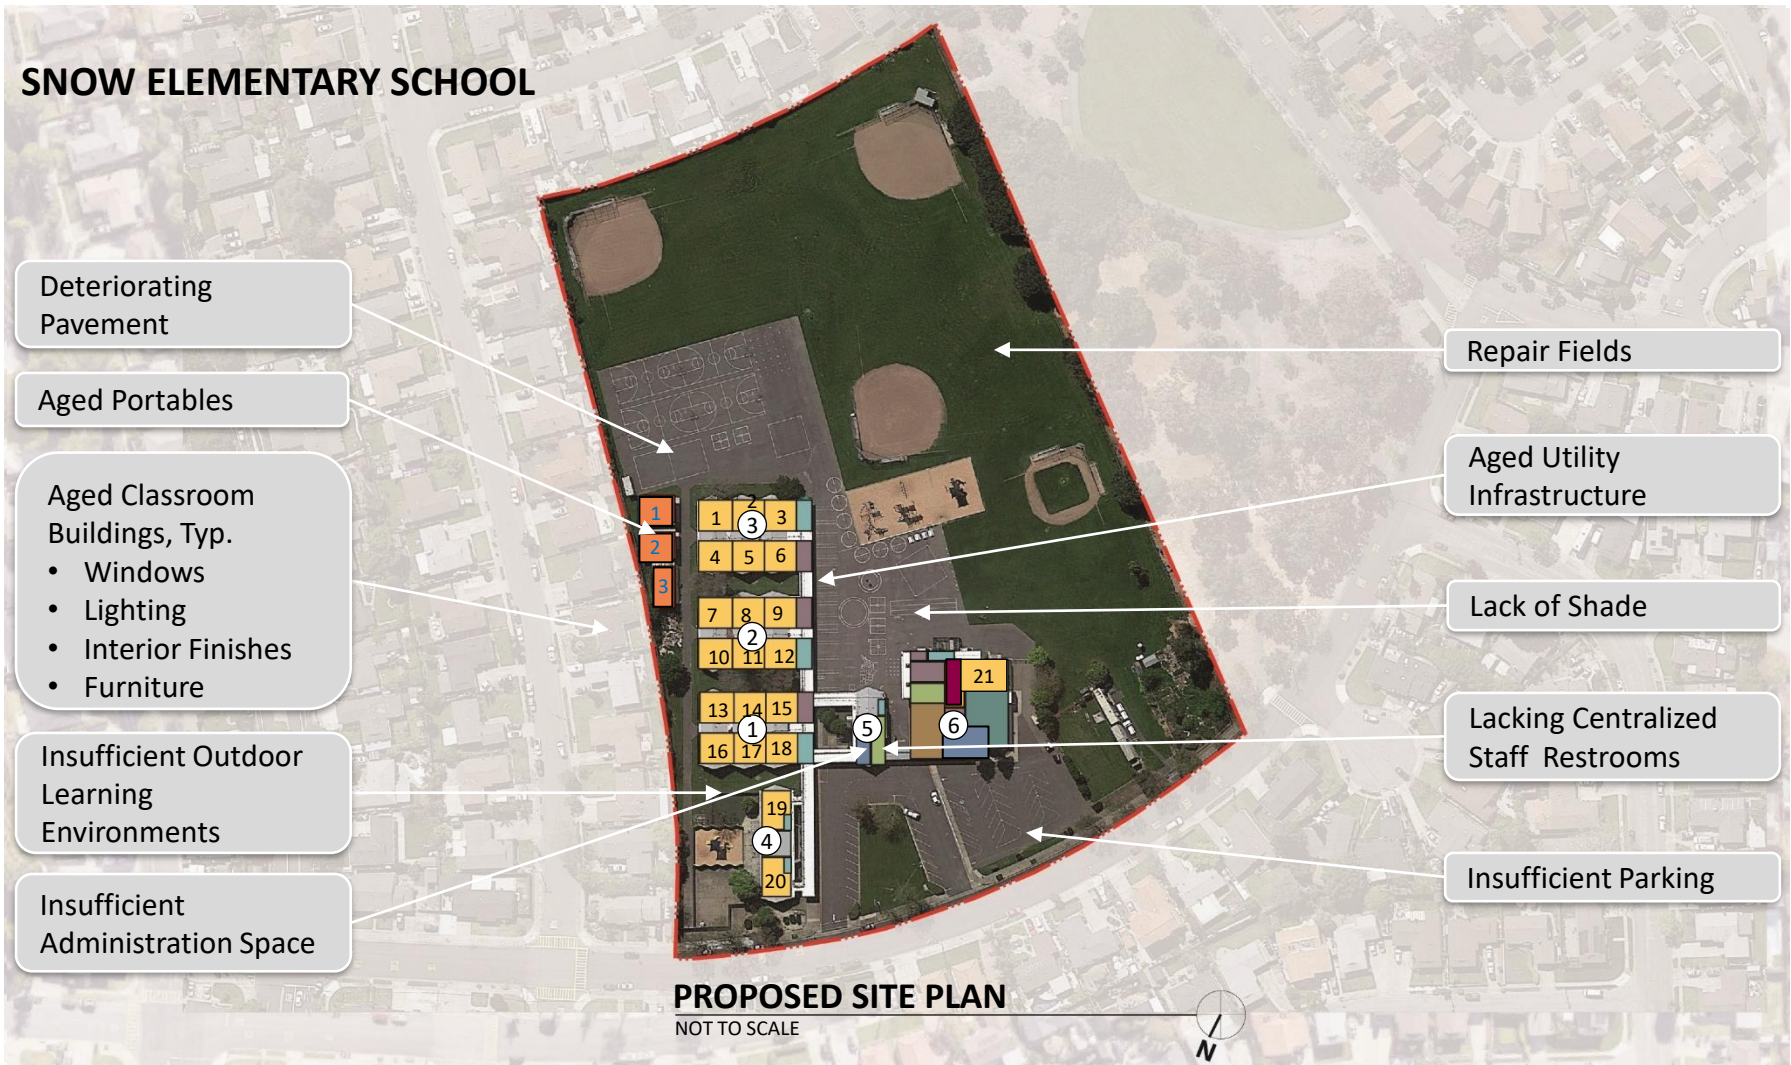 SNOW ELEMENTARY SCHOOL
Deteriorating
Pavement
Aged Portables
Aged Classroom
Buildings, Typ.
• Windows
• Lighting
• Interior Finishes
• Furniture
Insufficient Outdoor
Learning
Environments
Insufficient
Administration Space
Repair Fields
Aged Utility
Infrastructure
Lack of Shade
Lacking Centralized
Staff Restrooms
Insufficient Parking
1
2
3
1 2 3
3
4 5 6
7 8 9
2
10 11 12
13 14 15
1
16 17 18
19
4
20
5
6
21
PROPOSED SITE PLAN
NOT TO SCALE
N